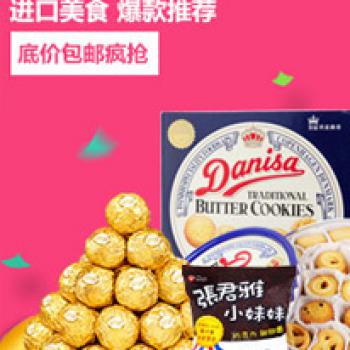 进口美食 爆款推荐
底价包邮疯抢
Danisa
TRADITIONAL
BUTTER COOKIES
張君雅
小妹妹